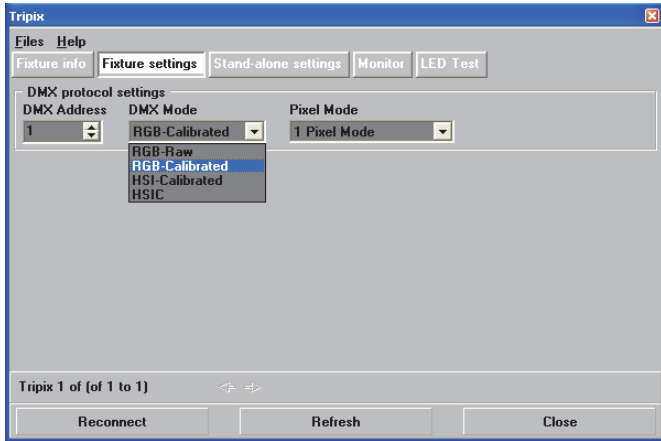 Tripix
Files Help
Fixture info Fixture settings Stand-alone settings Monitor LED Test
DMX protocol settings
DMX Address DMX Mode Pixel Mode
1 RGB-Calibrated 1 Pixel Mode
RGB-Raw
RGB-Calibrated
HSI-Calibrated
HSIC
Tripix 1 of (of 1 to 1)
Reconnect Refresh Close